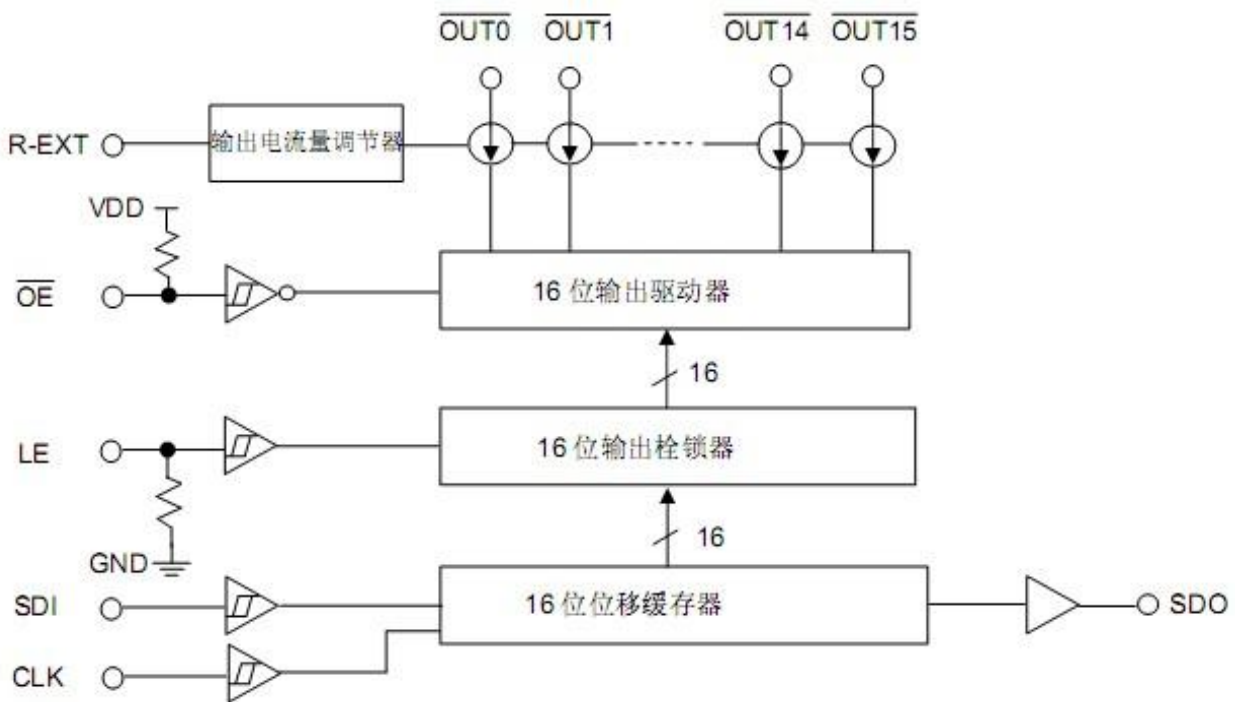 OUT0 OUT1 OUT14 OUT15
R-EXT
输出电流量调节器
VDD
OE
16 位输出驱动器
16
LE
16 位输出栓锁器
16
GND
SDI
16 位位移缓存器
SDO
CLK